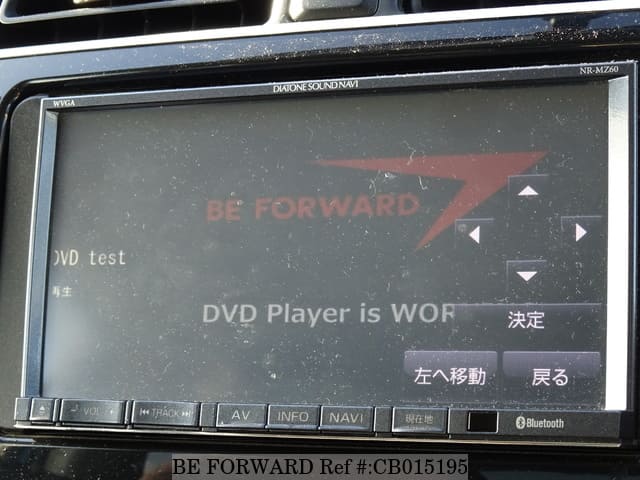 WVGA
DIATONE SOUND NAVI
NR-MZ60
BE FORWARD
DVD test
再生
DVD Player is WOR
決定
左へ移動
戻る
VOL
TRACK
AV
INFO
NAVI
現在地
Bluetooth
BE FORWARD Ref #:CB015195